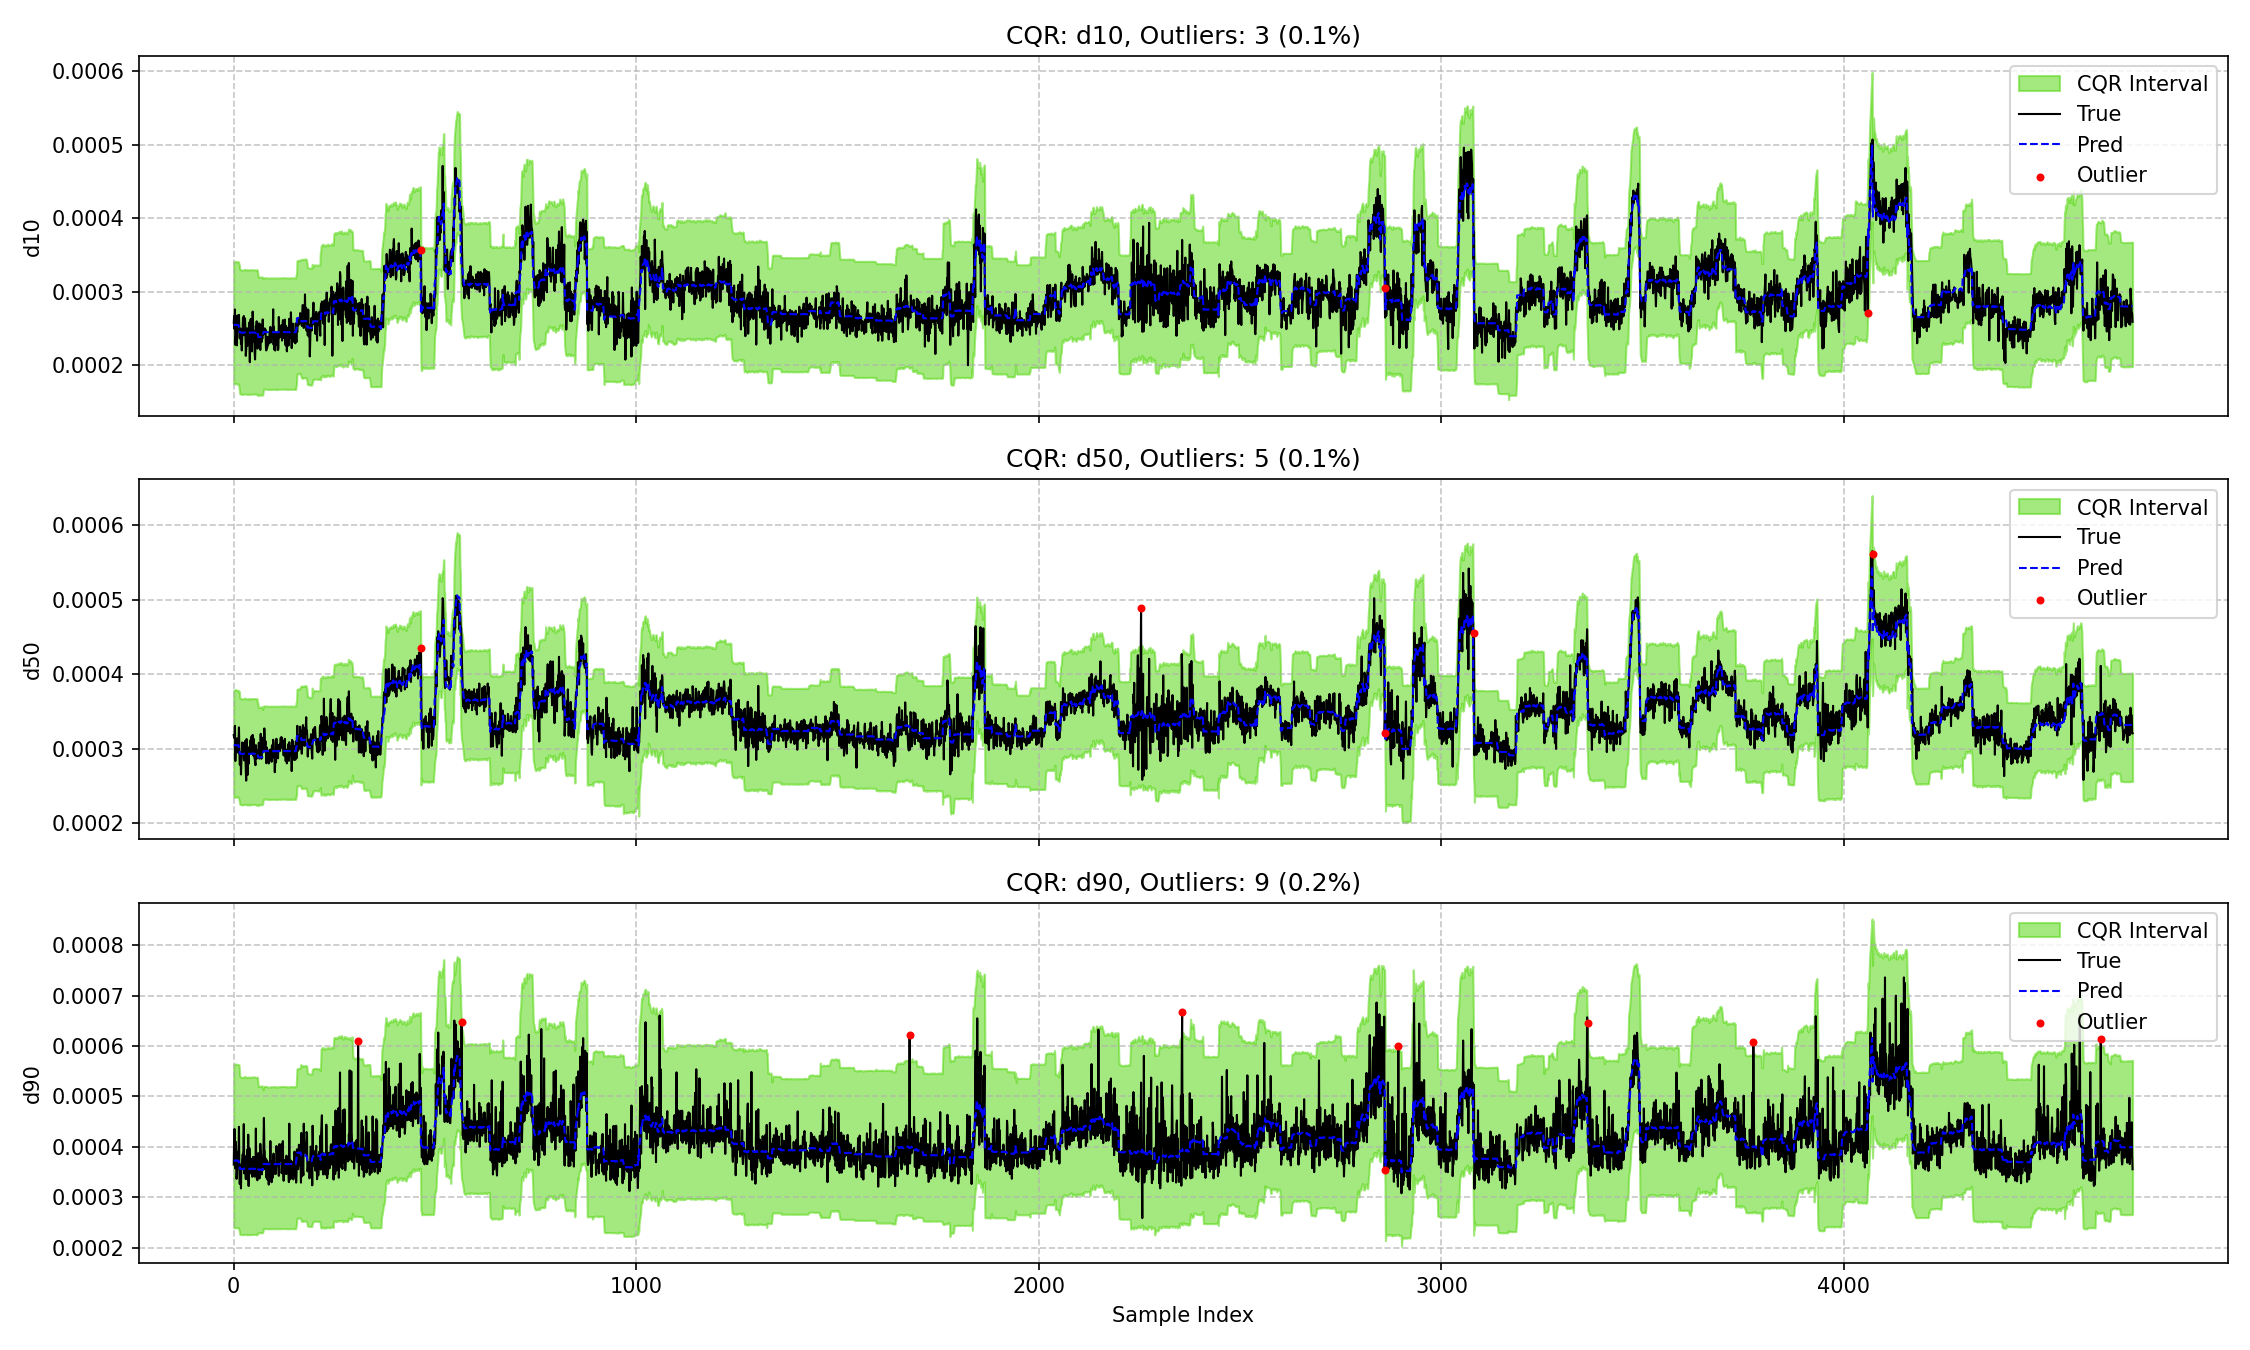 CQR: d10, Outliers: 3 (0.1%)
0.0006
0.0005
0.0004
0.0003
0.0002
d10
CQR Interval
True
Pred
Outlier
CQR: d50, Outliers: 5 (0.1%)
0.0006
0.0005
0.0004
0.0003
0.0002
d50
CQR Interval
True
Pred
Outlier
CQR: d90, Outliers: 9 (0.2%)
0.0008
0.0007
0.0006
0.0005
0.0004
0.0003
0.0002
d90
CQR Interval
True
Pred
Outlier
0 1000 2000 3000 4000
Sample Index